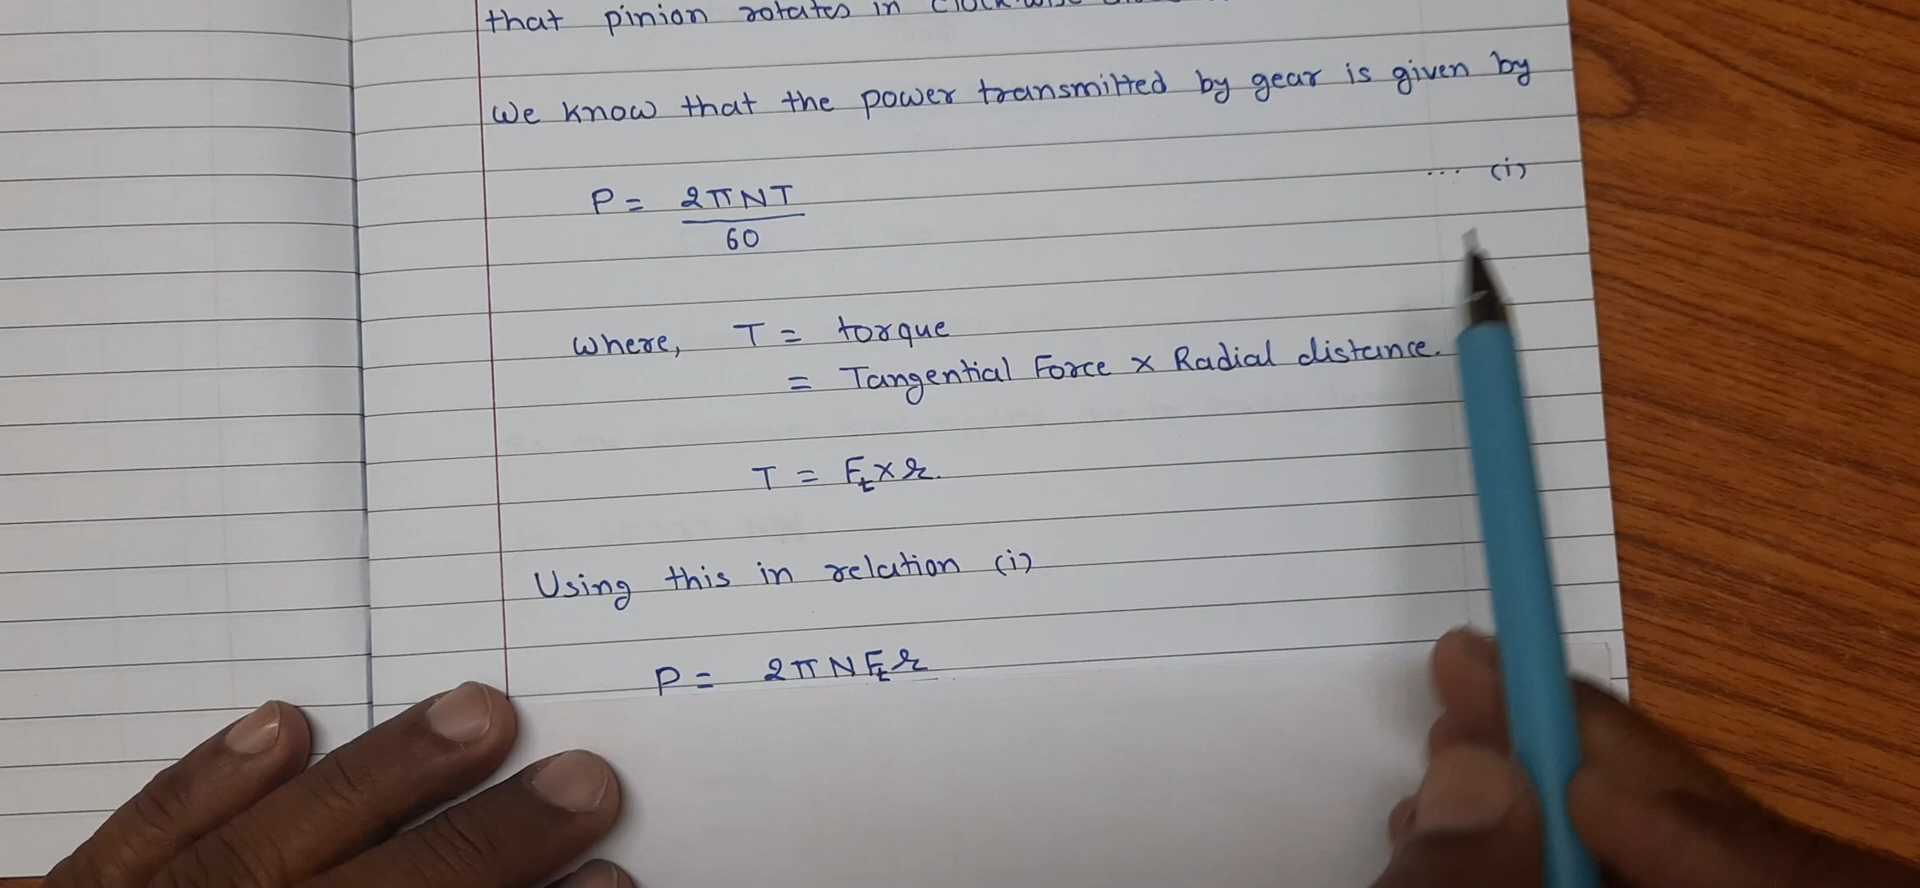 that pinion rotates in
We know that the power transmitted by gear is given by
P = 2πNT / 60 ... (i)
where, T = torque
= Tangential Force × Radial distance.
T = Ft × r.
Using this in relation (i)
P = 2πNFtr